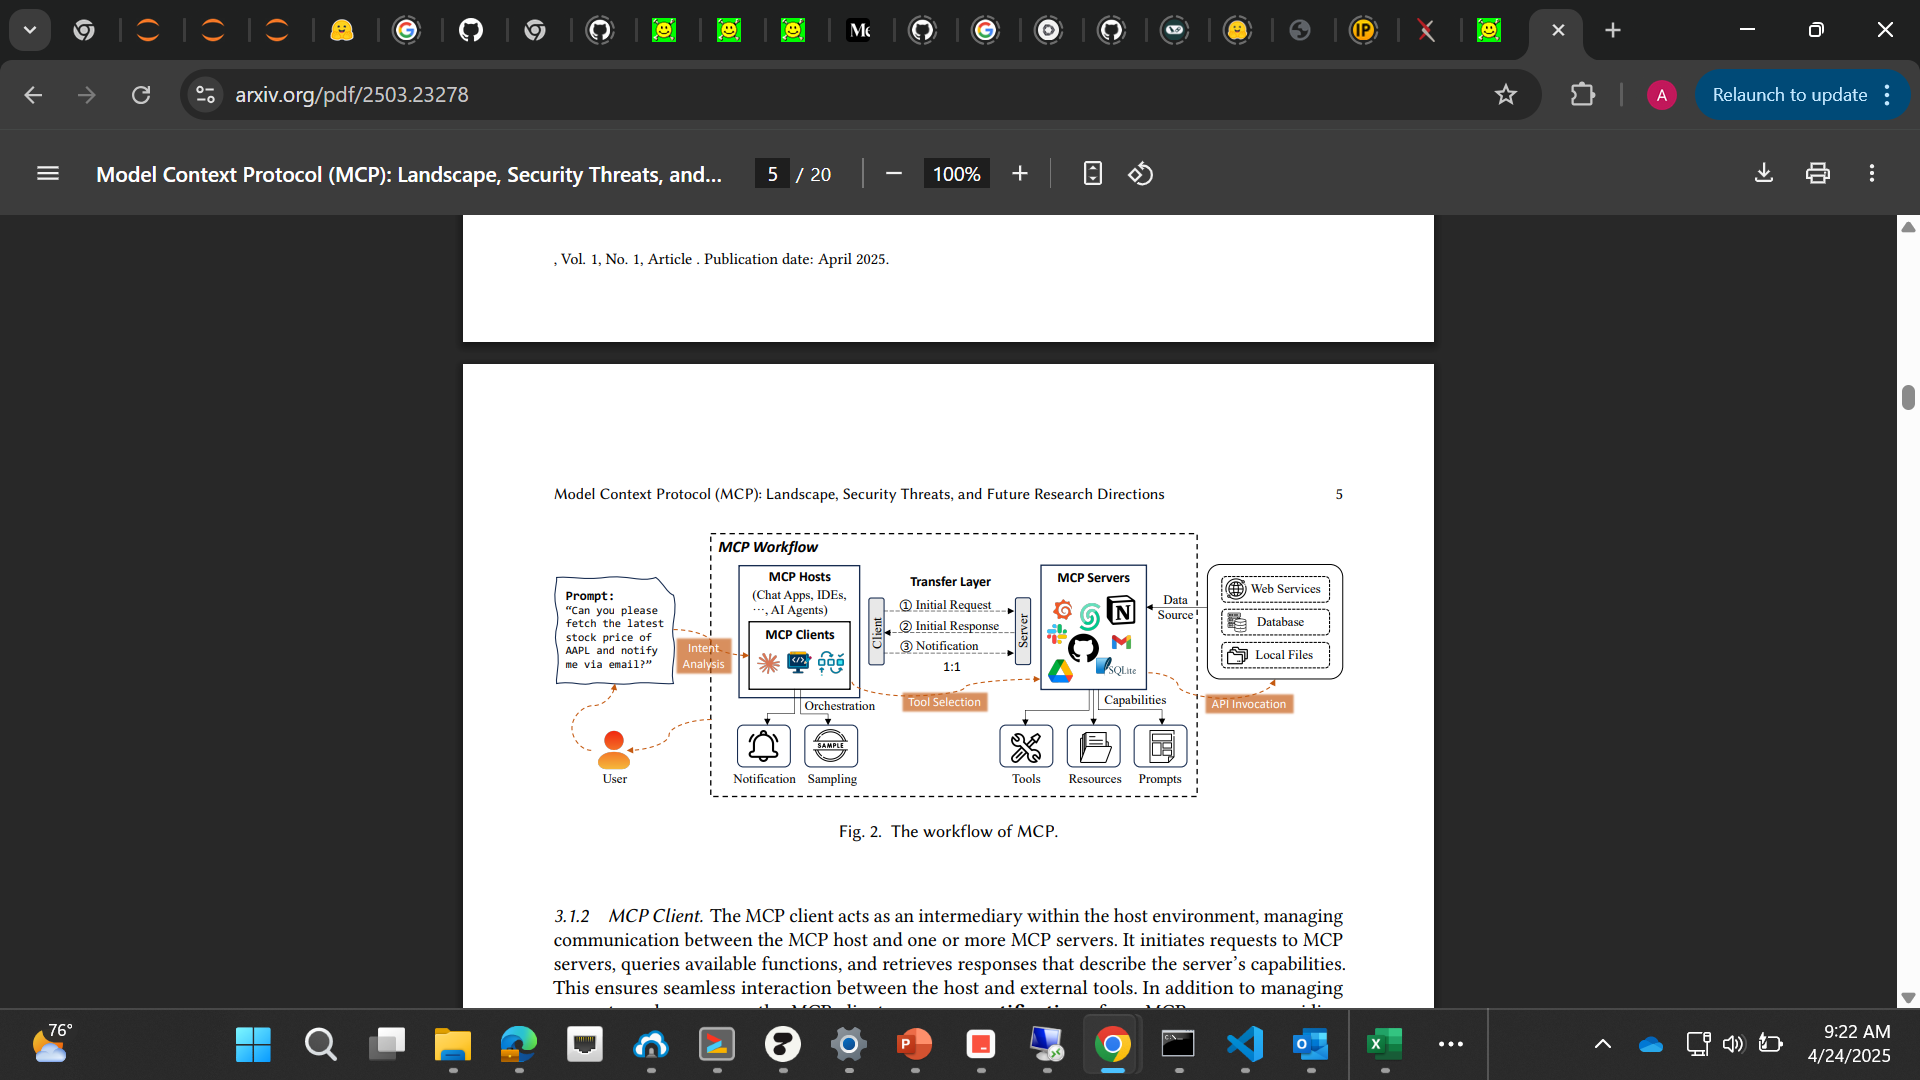 arxiv.org/pdf/2503.23278
A
Relaunch to update
Model Context Protocol (MCP): Landscape, Security Threats, and...
5 / 20
100%
, Vol. 1, No. 1, Article . Publication date: April 2025.
Model Context Protocol (MCP): Landscape, Security Threats, and Future Research Directions 5
MCP Workflow
Prompt:
“Can you please
fetch the latest
stock price of
AAPL and notify
me via email?”
Intent
Analysis
User
MCP Hosts
(Chat Apps, IDEs,
···, AI Agents)
MCP Clients
Orchestration
Notification
SAMPLE
Sampling
Transfer Layer
Client
① Initial Request
② Initial Response
③ Notification
1:1
Server
Tool Selection
MCP Servers
SQLite
Capabilities
Tools
Resources
Prompts
Data
Source
Web Services
Database
Local Files
API Invocation
Fig. 2. The workflow of MCP.
3.1.2 MCP Client. The MCP client acts as an intermediary within the host environment, managing
communication between the MCP host and one or more MCP servers. It initiates requests to MCP
servers, queries available functions, and retrieves responses that describe the server’s capabilities.
This ensures seamless interaction between the host and external tools. In addition to managing
76°
9:22 AM
4/24/2025